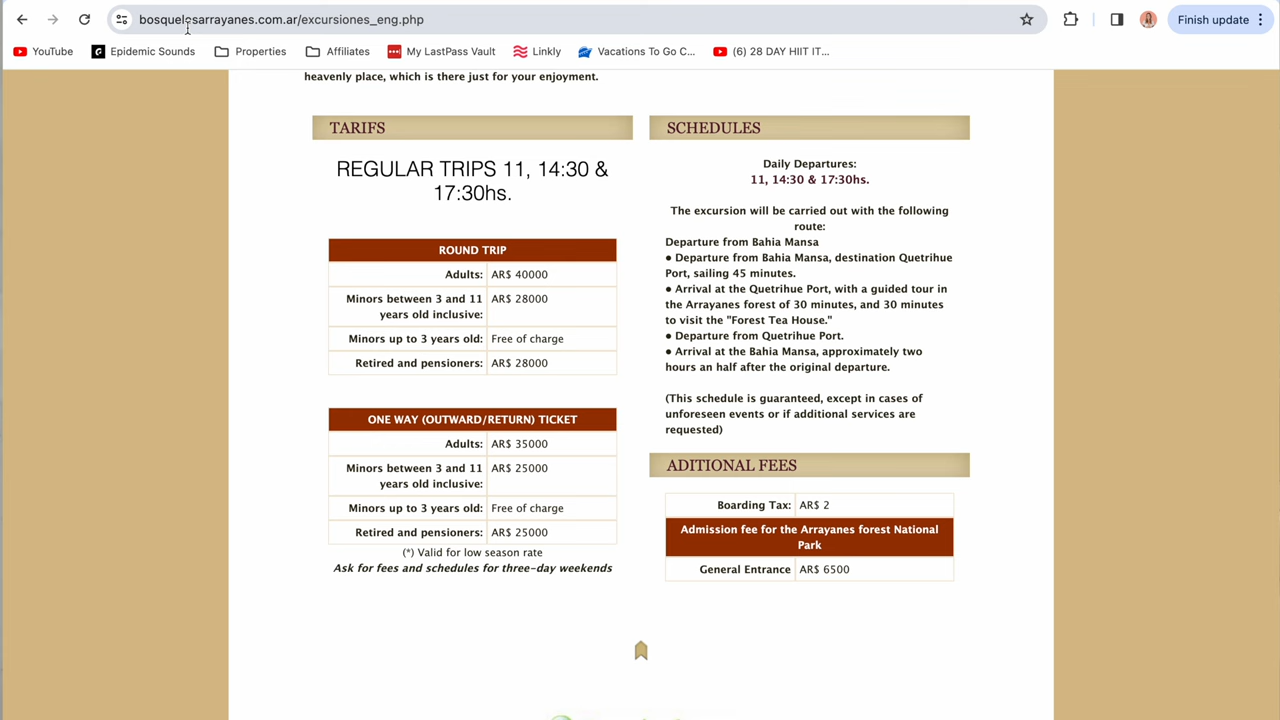 bosquelosarrayanes.com.ar/excursiones_eng.php
Finish update
YouTube
Epidemic Sounds
Properties
Affiliates
My LastPass Vault
Linkly
Vacations To Go C...
(6) 28 DAY HIIT IT...
heavenly place, which is there just for your enjoyment.
TARIFS
REGULAR TRIPS 11, 14:30 &
17:30hs.
ROUND TRIP
Adults: AR$ 40000
Minors between 3 and 11 AR$ 28000
years old inclusive:
Minors up to 3 years old: Free of charge
Retired and pensioners: AR$ 28000
ONE WAY (OUTWARD/RETURN) TICKET
Adults: AR$ 35000
Minors between 3 and 11 AR$ 25000
years old inclusive:
Minors up to 3 years old: Free of charge
Retired and pensioners: AR$ 25000
(*) Valid for low season rate
Ask for fees and schedules for three-day weekends
SCHEDULES
Daily Departures:
11, 14:30 & 17:30hs.
The excursion will be carried out with the following
route:
Departure from Bahia Mansa
● Departure from Bahia Mansa, destination Quetrihue
Port, sailing 45 minutes.
● Arrival at the Quetrihue Port, with a guided tour in
the Arrayanes forest of 30 minutes, and 30 minutes
to visit the "Forest Tea House."
● Departure from Quetrihue Port.
● Arrival at the Bahia Mansa, approximately two
hours an half after the original departure.
(This schedule is guaranteed, except in cases of
unforeseen events or if additional services are
requested)
ADITIONAL FEES
Boarding Tax: AR$ 2
Admission fee for the Arrayanes forest National
Park
General Entrance AR$ 6500